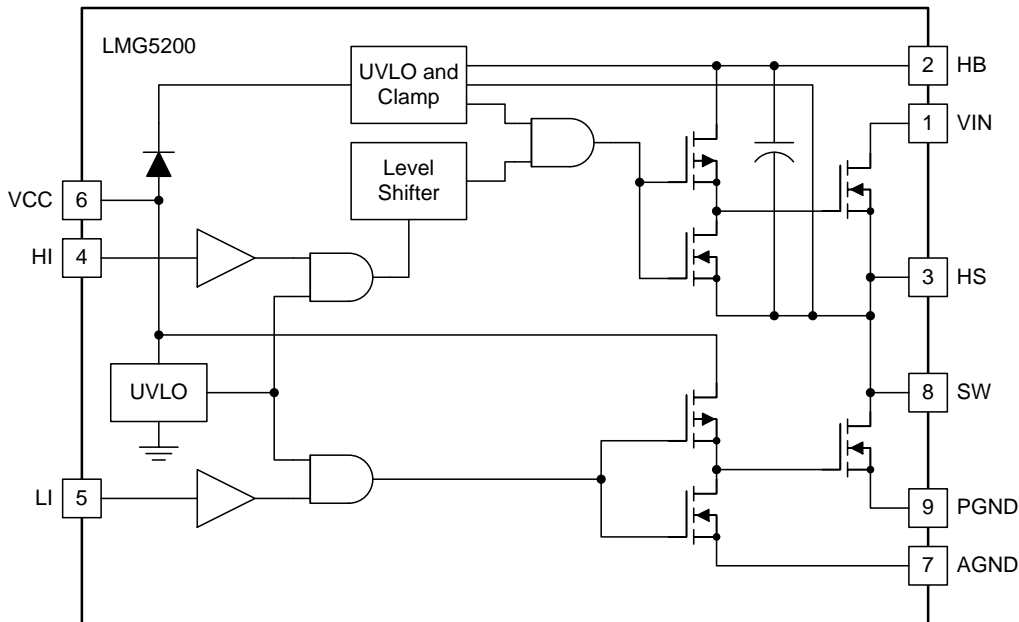 LMG5200
UVLO and
Clamp
2 HB
1 VIN
Level
Shifter
VCC 6
HI 4
3 HS
UVLO
8 SW
LI 5
9 PGND
7 AGND